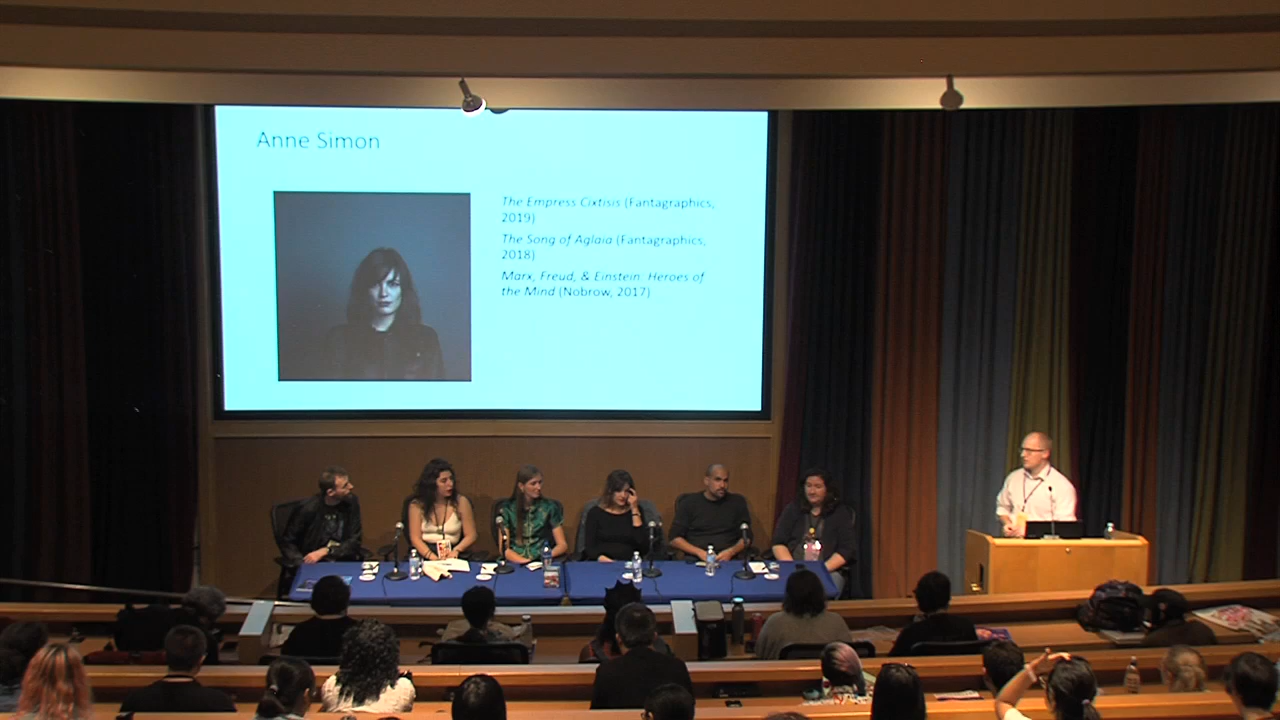 Anne Simon
The Empress Cixtisis (Fantagraphics,
2019)
The Song of Aglaia (Fantagraphics,
2018)
Marx, Freud, & Einstein: Heroes of
the Mind (Nobrow, 2017)